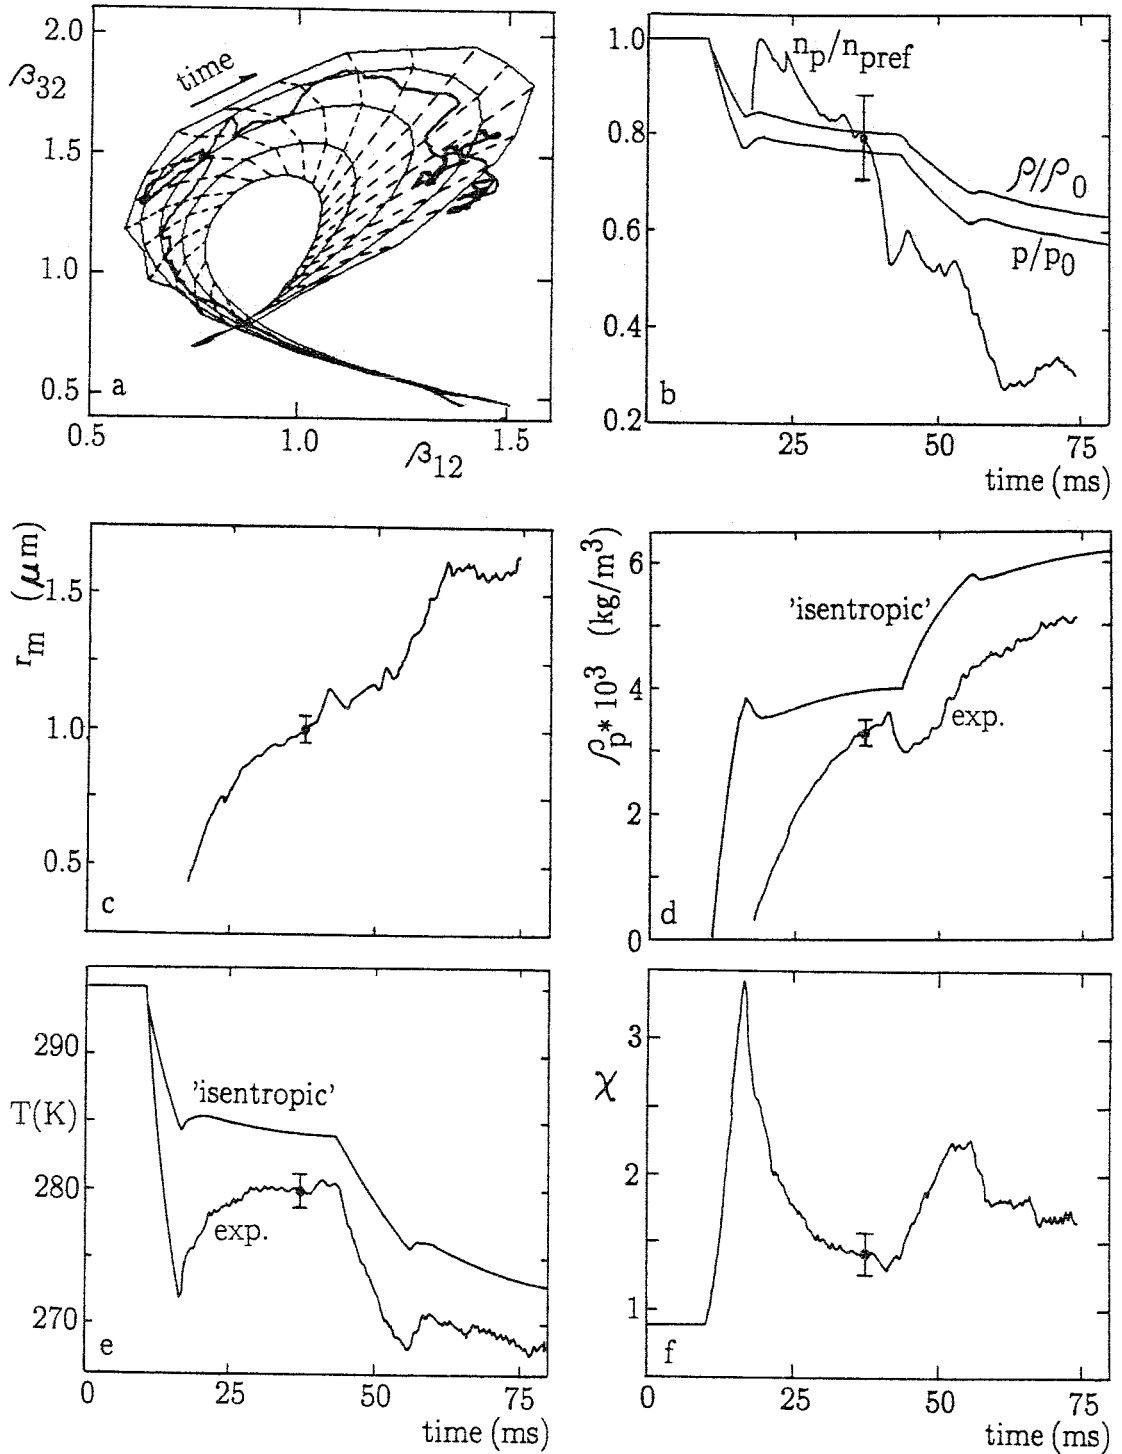 2.0
β32
1.5
1.0
0.5
time
a
0.5
1.0
1.5
β12
1.0
0.8
0.6
0.4
0.2
np/npref
ρ/ρ0
p/p0
b
25
50
75
time (ms)
rm (μm)
1.5
1.0
0.5
c
ρp*10³ (kg/m³)
6
4
2
0
'isentropic'
exp.
d
T(K)
290
280
270
'isentropic'
exp.
e
0
25
50
75
time (ms)
χ
3
2
1
f
0
25
50
75
time (ms)